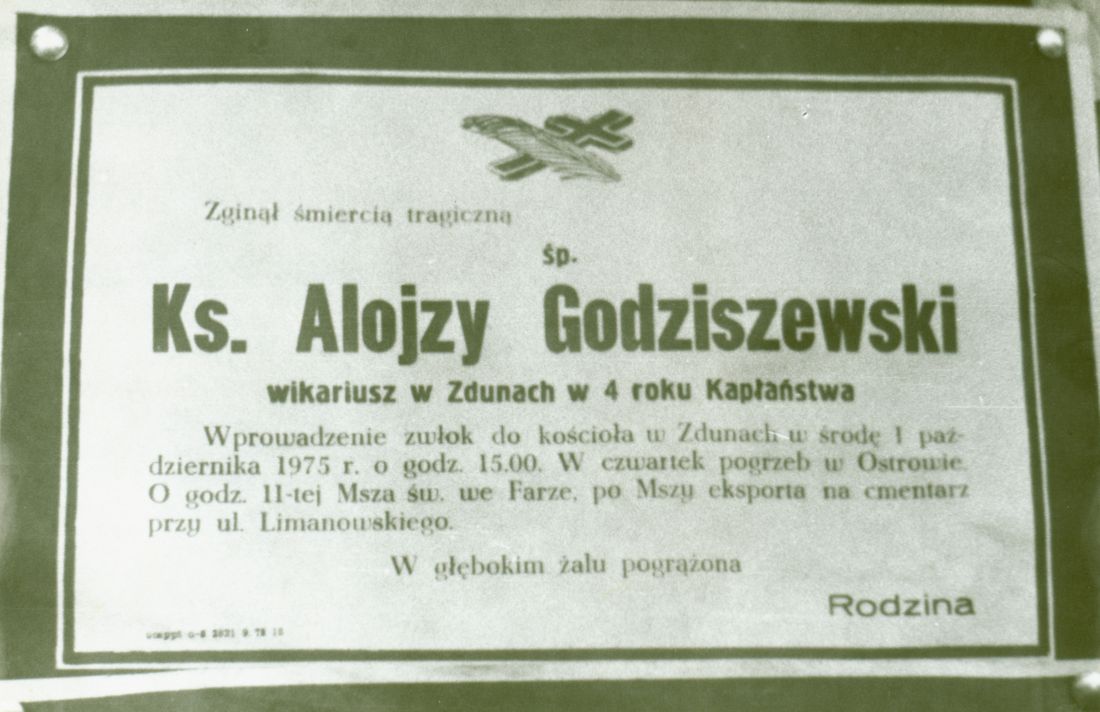 Zginął śmiercią tragiczną
śp.
Ks. Alojzy Godziszewski
wikariusz w Zdunach w 4 roku Kapłaństwa
Wprowadzenie zwłok do kościoła w Zdunach w środę 1 paź-
dziernika 1975 r. o godz. 15.00. W czwartek pogrzeb w Ostrowie.
O godz. 11-tej Msza św. we Farze, po Mszy eksporta na cmentarz
przy ul. Limanowskiego.
W głębokim żalu pogrążona
Rodzina